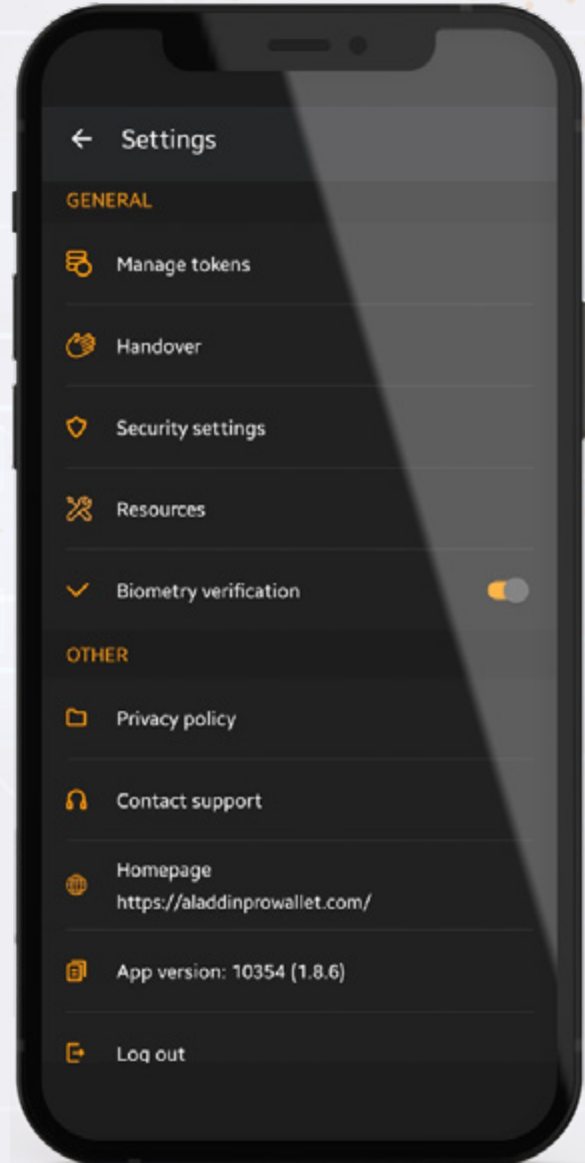 Settings
GENERAL
Manage tokens
Handover
Security settings
Resources
Biometry verification
OTHER
Privacy policy
Contact support
Homepage
https://aladdinprowallet.com/
App version: 10354 (1.8.6)
Log out